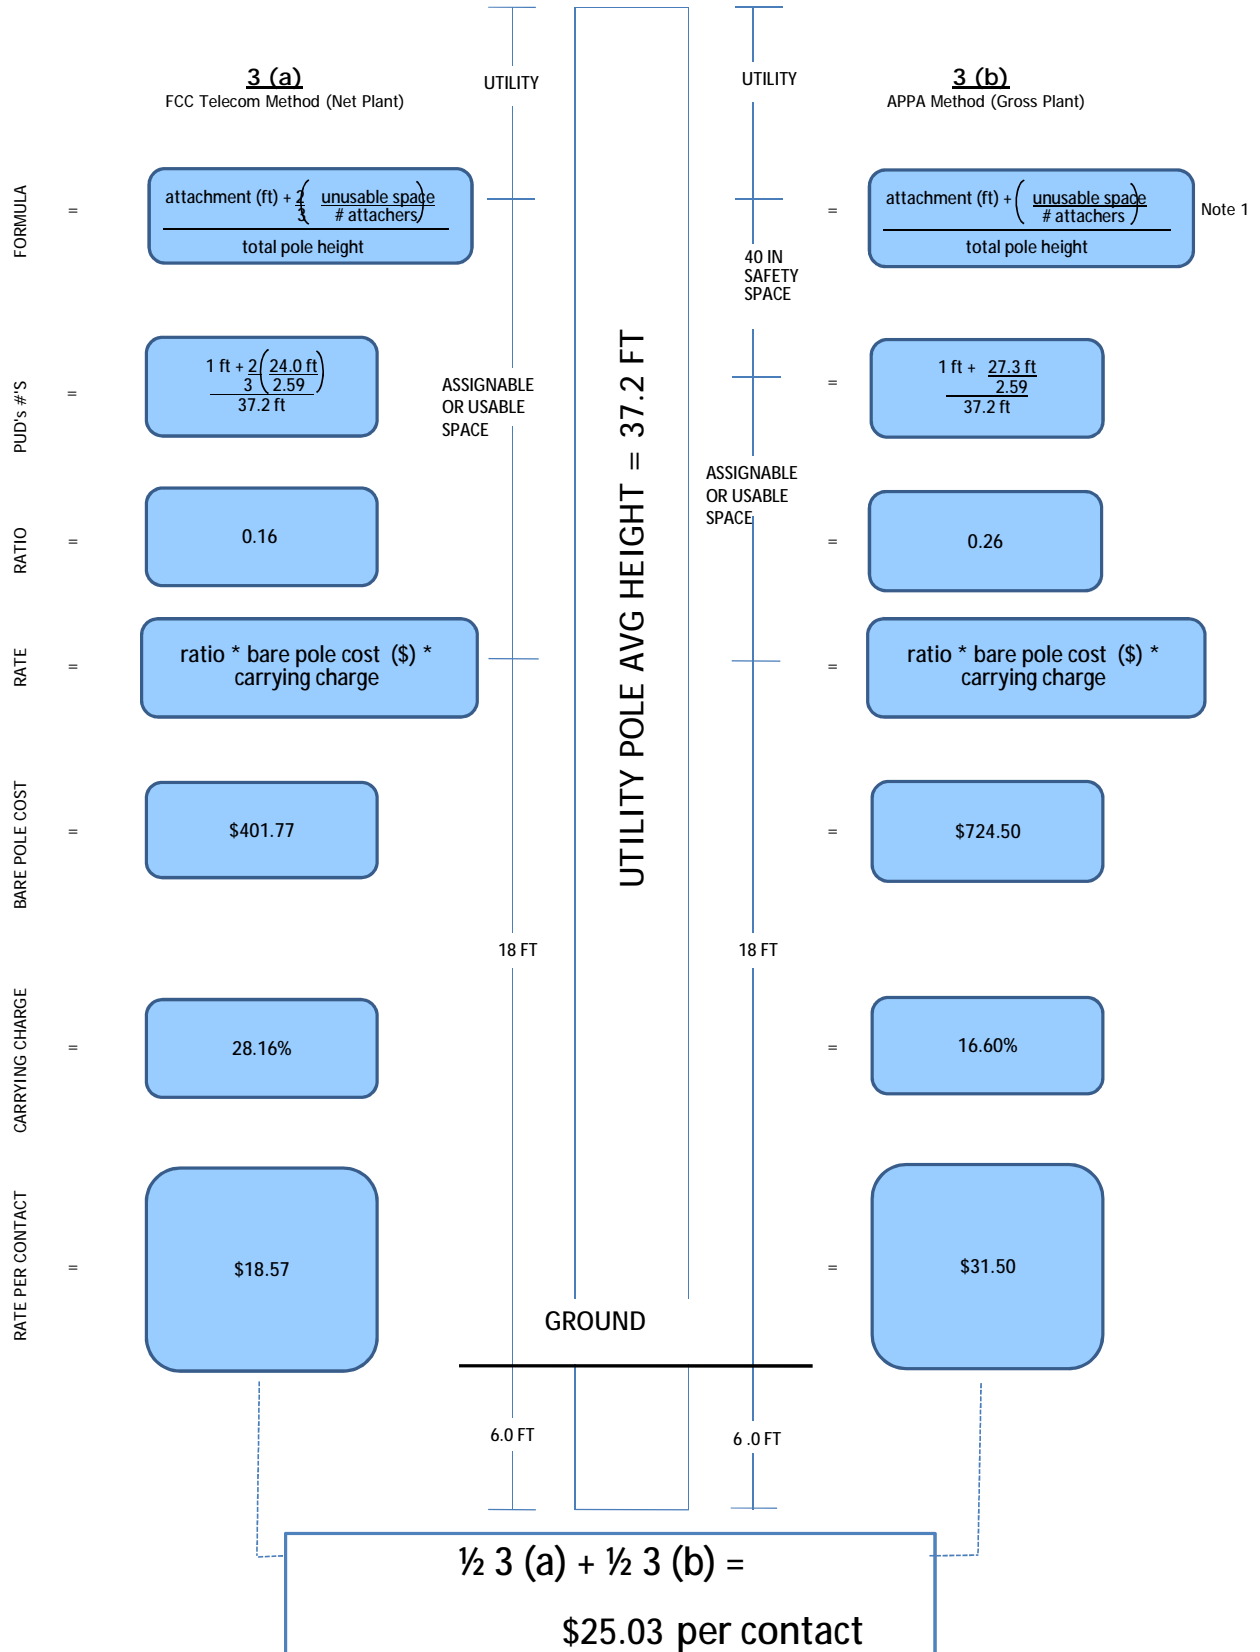 3 (a)
FCC Telecom Method (Net Plant)
UTILITY
UTILITY
3 (b)
APPA Method (Gross Plant)
FORMULA
=
attachment (ft) + 2
3
( unusable space
# attachers )
total pole height
=
attachment (ft) + ( unusable space
# attachers )
total pole height
Note 1
40 IN
SAFETY
SPACE
PUD's #'S
=
1 ft + 2 ( 24.0 ft
3 2.59 )
37.2 ft
ASSIGNABLE
OR USABLE
SPACE
UTILITY POLE AVG HEIGHT = 37.2 FT
=
1 ft + 27.3 ft
2.59
37.2 ft
ASSIGNABLE
OR USABLE
SPACE
RATIO
=
0.16
=
0.26
RATE
=
ratio * bare pole cost ($) *
carrying charge
=
ratio * bare pole cost ($) *
carrying charge
BARE POLE COST
=
$401.77
=
$724.50
18 FT
18 FT
CARRYING CHARGE
=
28.16%
=
16.60%
RATE PER CONTACT
=
$18.57
=
$31.50
GROUND
6.0 FT
6 .0 FT
½ 3 (a) + ½ 3 (b) =
$25.03 per contact